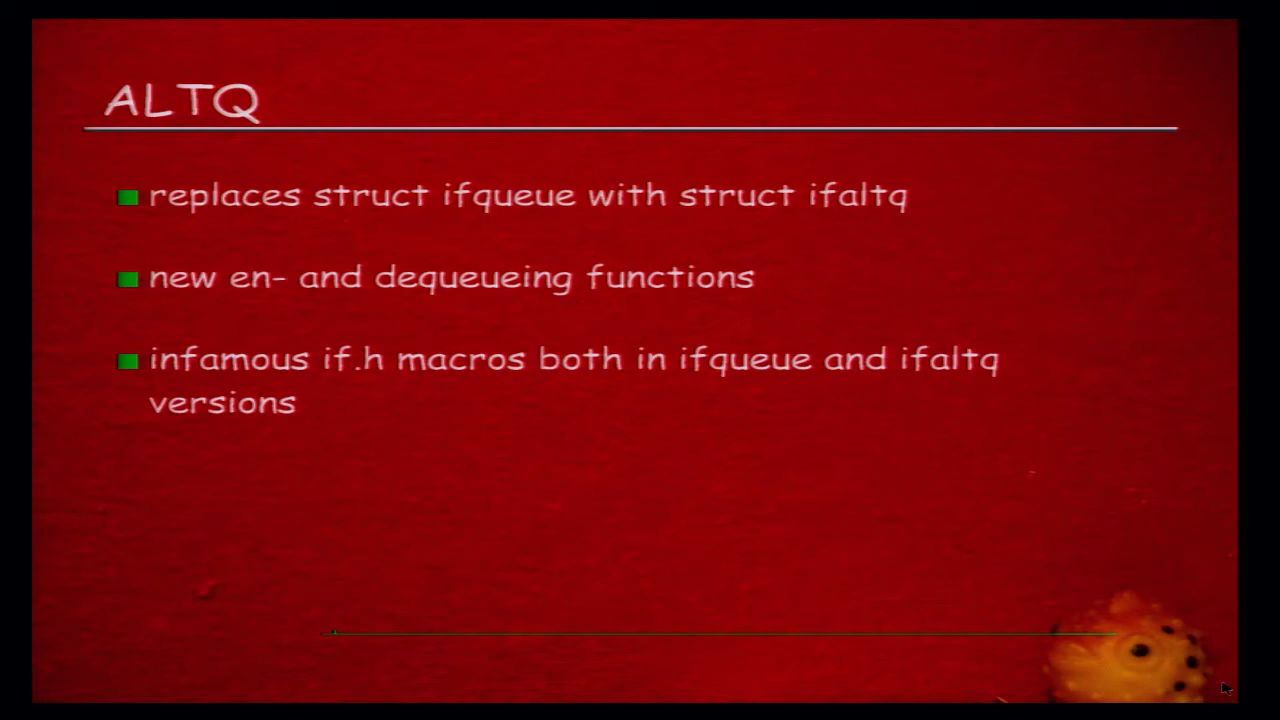 ALTQ
replaces struct ifqueue with struct ifaltq
new en- and dequeueing functions
infamous if.h macros both in ifqueue and ifaltq
versions